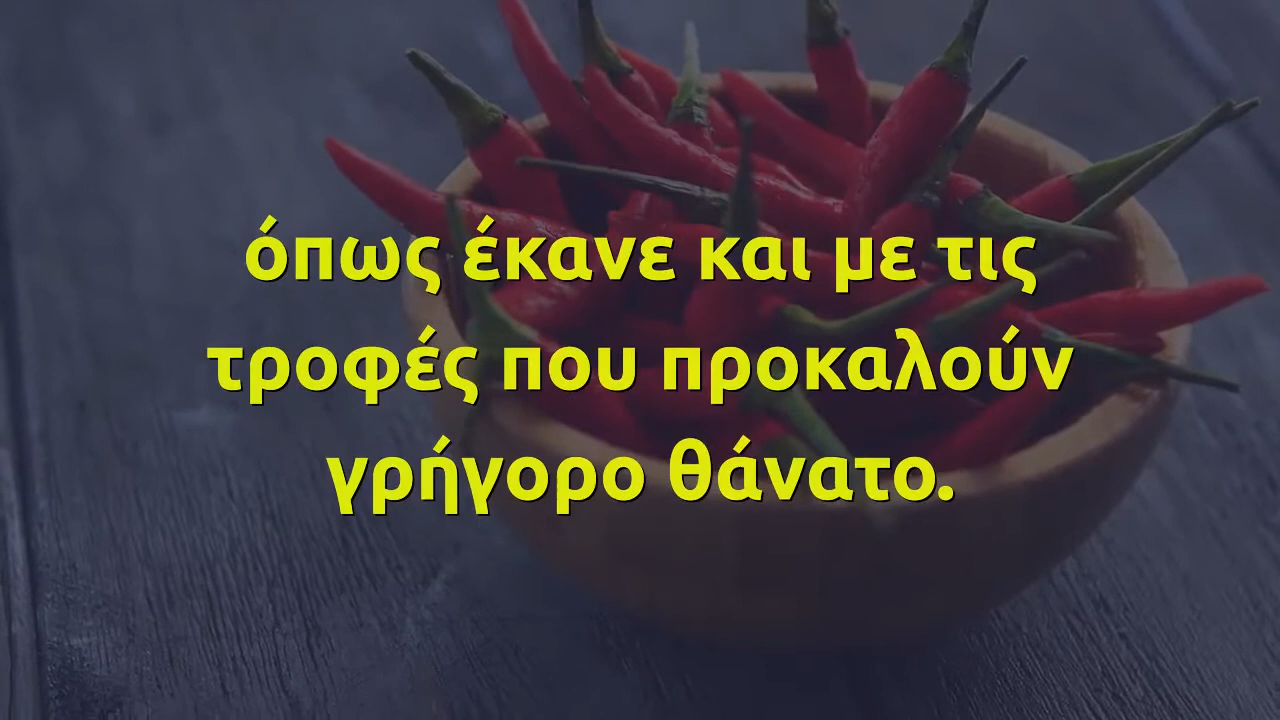 όπως έκανε και με τις
τροφές που προκαλούν
γρήγορο θάνατο.